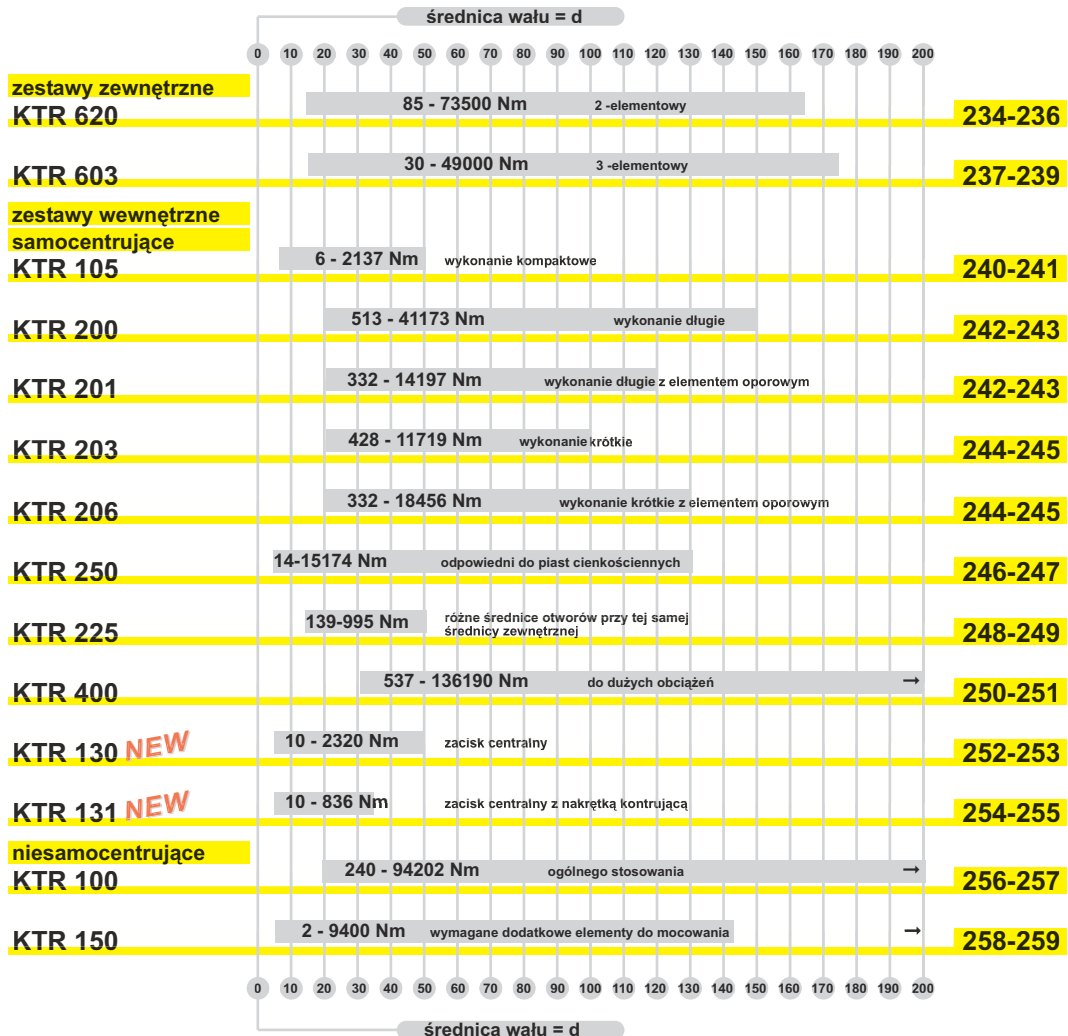 średnica wału = d
0 10 20 30 40 50 60 70 80 90 100 110 120 130 140 150 160 170 180 190 200
zestawy zewnętrzne
KTR 620 85 - 73500 Nm 2 -elementowy 234-236
KTR 603 30 - 49000 Nm 3 -elementowy 237-239
zestawy wewnętrzne
samocentrujące
KTR 105 6 - 2137 Nm wykonanie kompaktowe 240-241
KTR 200 513 - 41173 Nm wykonanie długie 242-243
KTR 201 332 - 14197 Nm wykonanie długie z elementem oporowym 242-243
KTR 203 428 - 11719 Nm wykonanie krótkie 244-245
KTR 206 332 - 18456 Nm wykonanie krótkie z elementem oporowym 244-245
KTR 250 14-15174 Nm odpowiedni do piast cienkościennych 246-247
KTR 225 139-995 Nm różne średnice otworów przy tej samej
średnicy zewnętrznej 248-249
KTR 400 537 - 136190 Nm do dużych obciążeń → 250-251
KTR 130 NEW 10 - 2320 Nm zacisk centralny 252-253
KTR 131 NEW 10 - 836 Nm zacisk centralny z nakrętką kontrującą 254-255
niesamocentrujące
KTR 100 240 - 94202 Nm ogólnego stosowania → 256-257
KTR 150 2 - 9400 Nm wymagane dodatkowe elementy do mocowania → 258-259
0 10 20 30 40 50 60 70 80 90 100 110 120 130 140 150 160 170 180 190 200
średnica wału = d